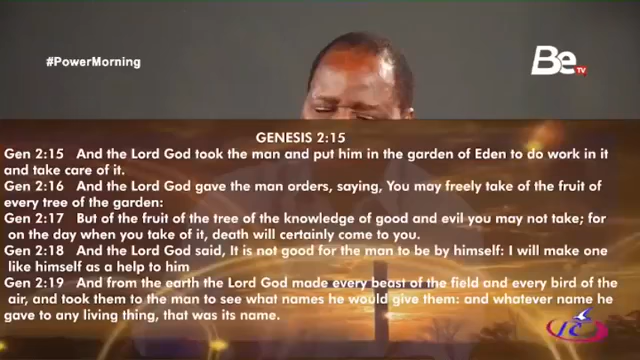 #PowerMorning
Be
TV
GENESIS 2:15
Gen 2:15 And the Lord God took the man and put him in the garden of Eden to do work in it
and take care of it.
Gen 2:16 And the Lord God gave the man orders, saying, You may freely take of the fruit of
every tree of the garden:
Gen 2:17 But of the fruit of the tree of the knowledge of good and evil you may not take; for
on the day when you take of it, death will certainly come to you.
Gen 2:18 And the Lord God said, It is not good for the man to be by himself: I will make one
like himself as a help to him
Gen 2:19 And from the earth the Lord God made every beast of the field and every bird of the
air, and took them to the man to see what names he would give them: and whatever name he
gave to any living thing, that was its name.